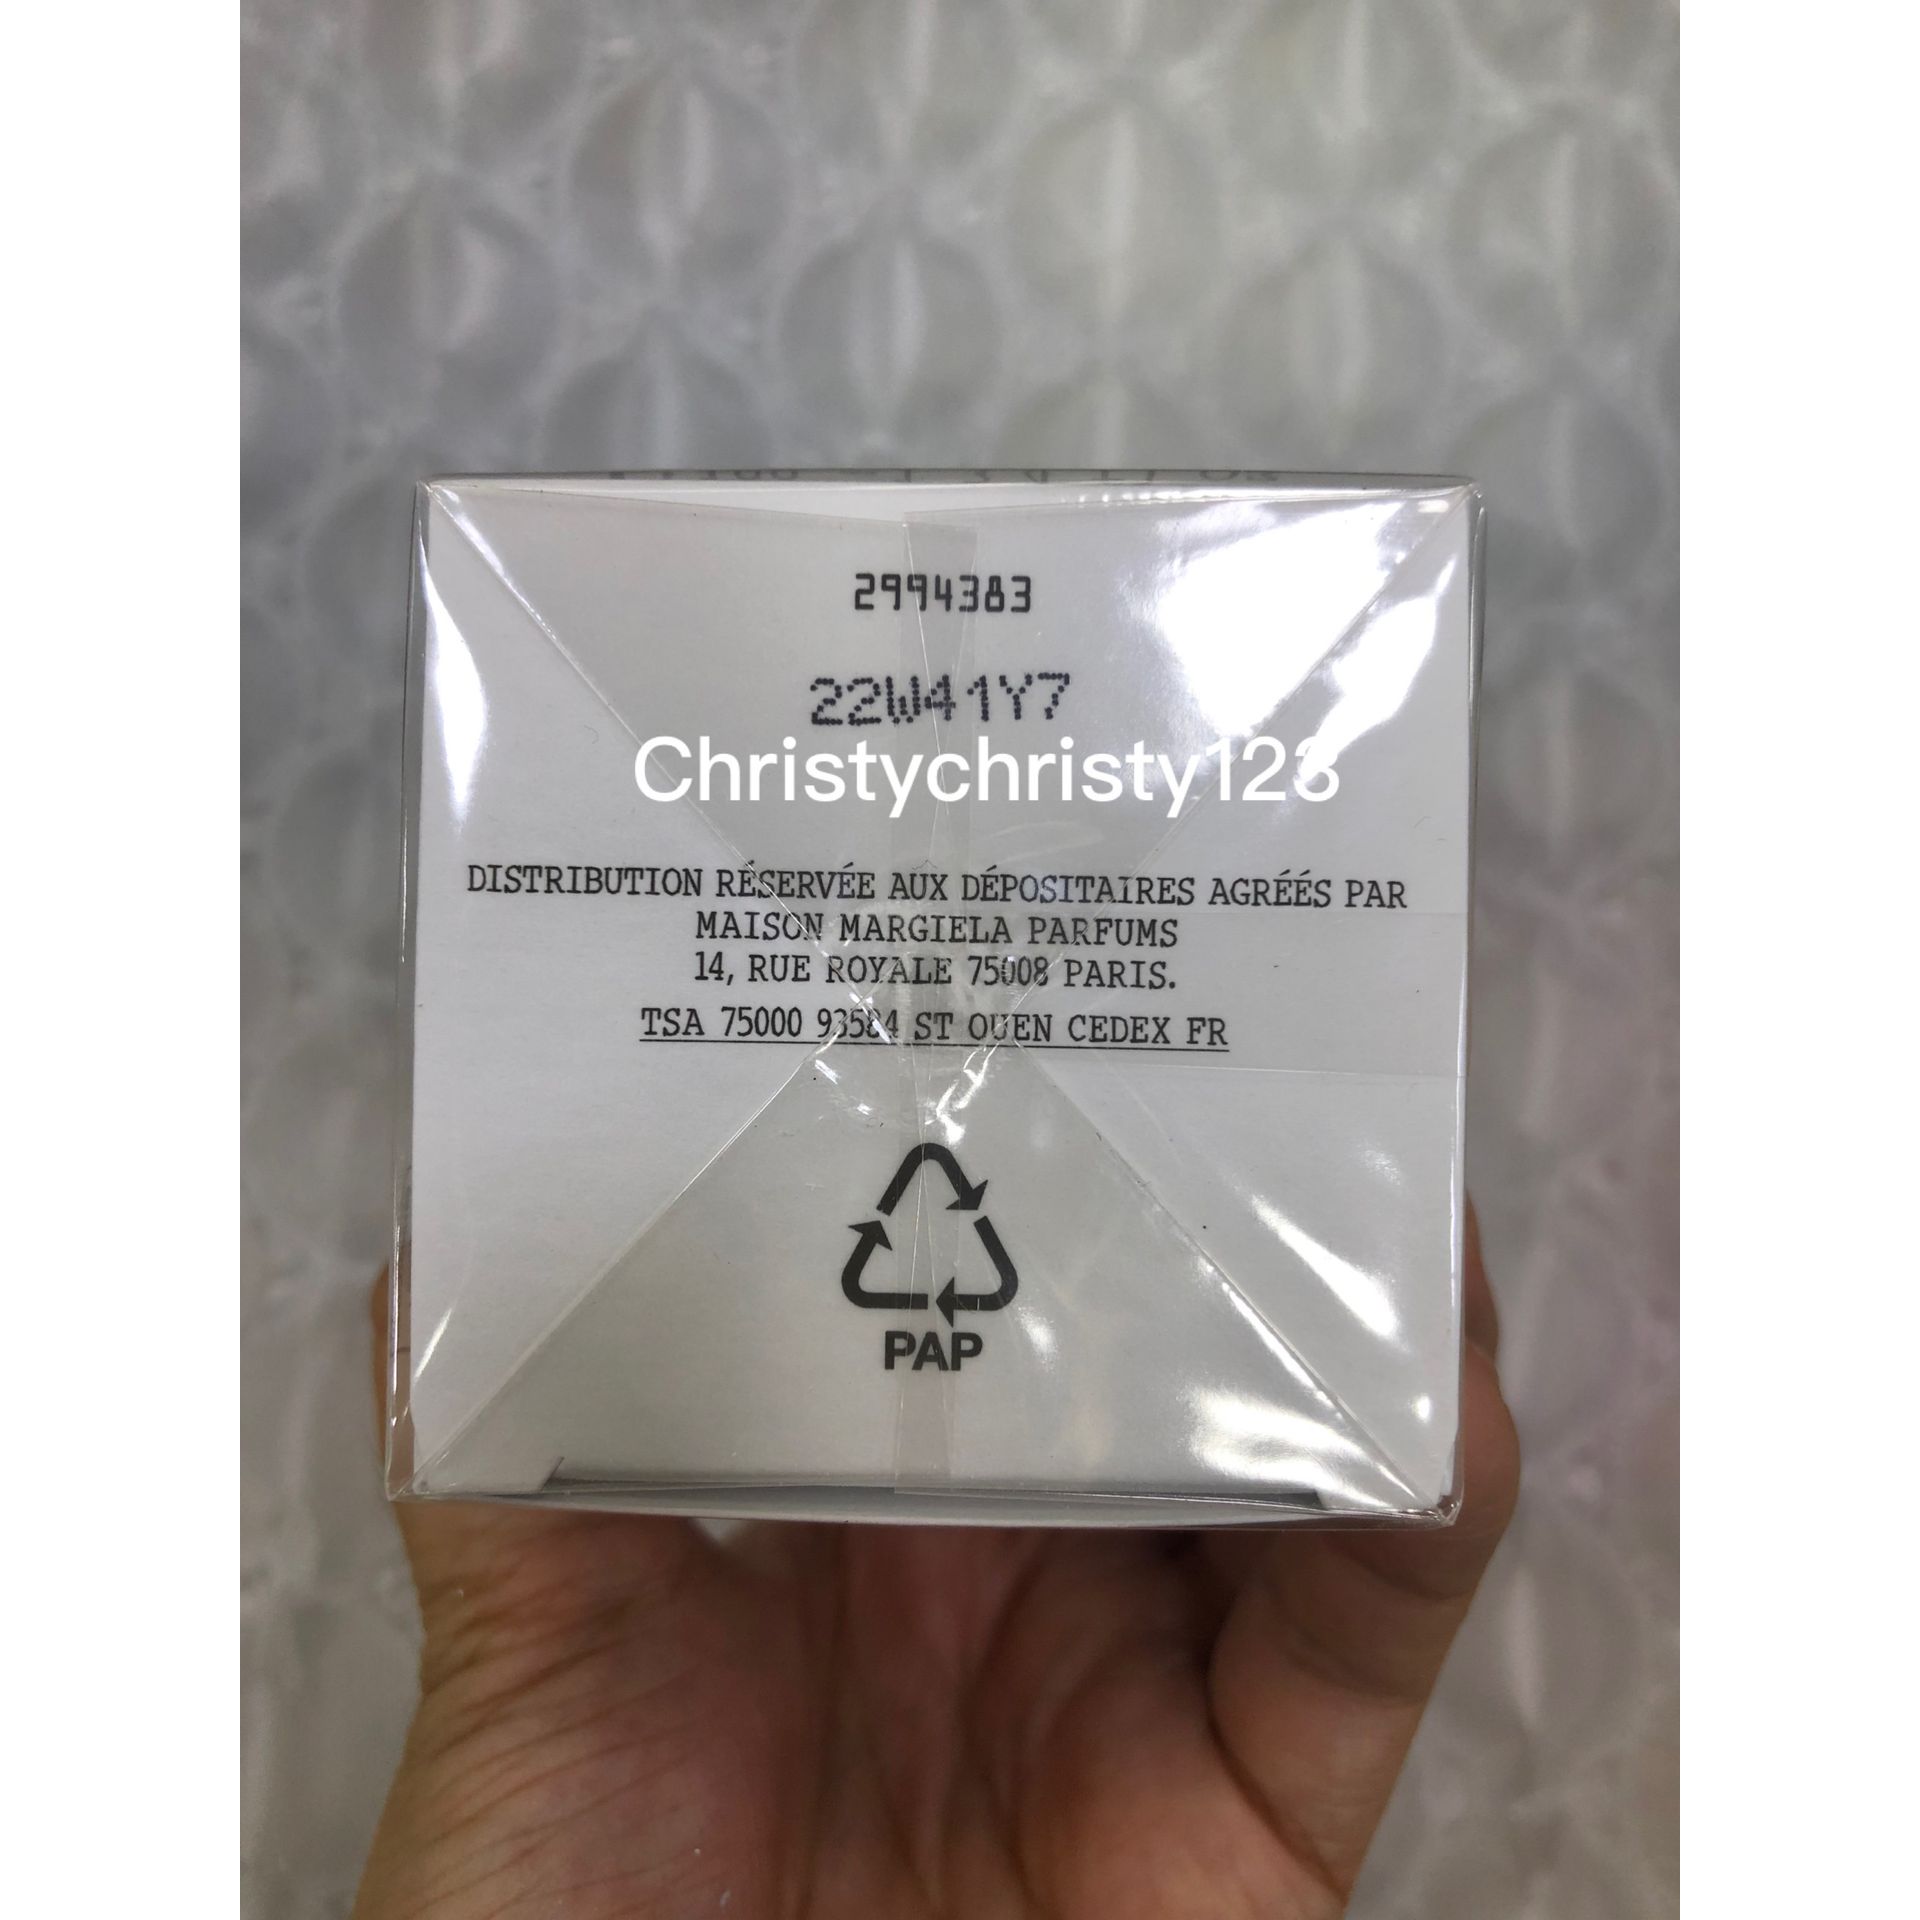 2994383
22W41Y7
Christychristy123
DISTRIBUTION RÉSERVÉE AUX DÉPOSITAIRES AGRÉÉS PAR
MAISON MARGIELA PARFUMS
14, RUE ROYALE 75008 PARIS.
TSA 75000 93584 ST OUEN CEDEX FR
PAP